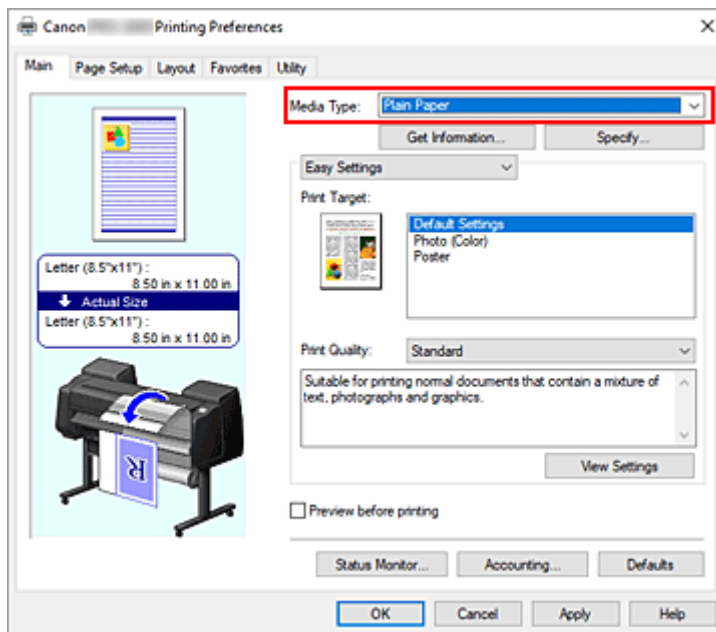 Canon Printing Preferences
Main Page Setup Layout Favorites Utility
Media Type: Plain Paper
Get Information... Specify...
Easy Settings
Print Target:
Default Settings
Photo (Color)
Poster
Letter (8.5"x11") :
8.50 in x 11.00 in
Actual Size
Letter (8.5"x11") :
8.50 in x 11.00 in
Print Quality: Standard
Suitable for printing normal documents that contain a mixture of
text, photographs and graphics.
View Settings
Preview before printing
Status Monitor... Accounting... Defaults
OK Cancel Apply Help
R